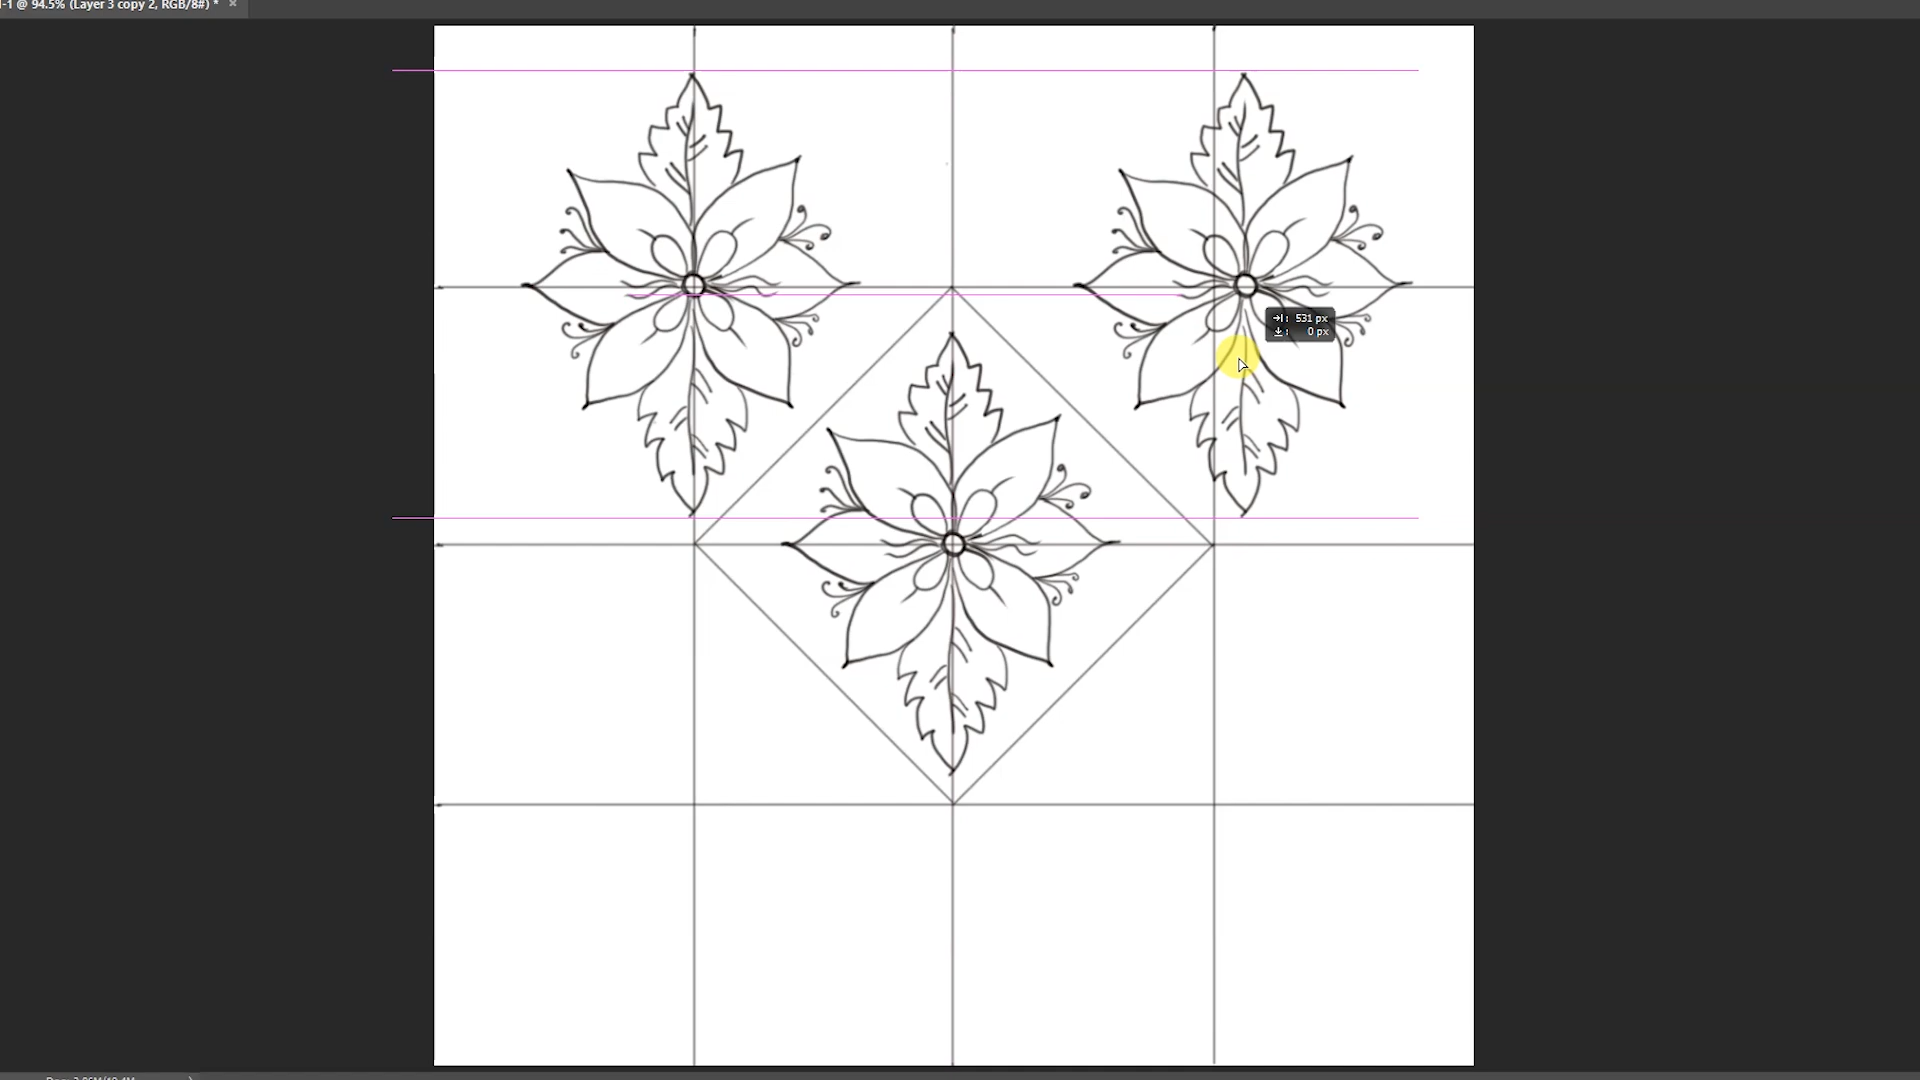 -1 @ 94.5% (Layer 3 copy 2, RGB/8#) * ×
→|: 531 px
↓: 0 px